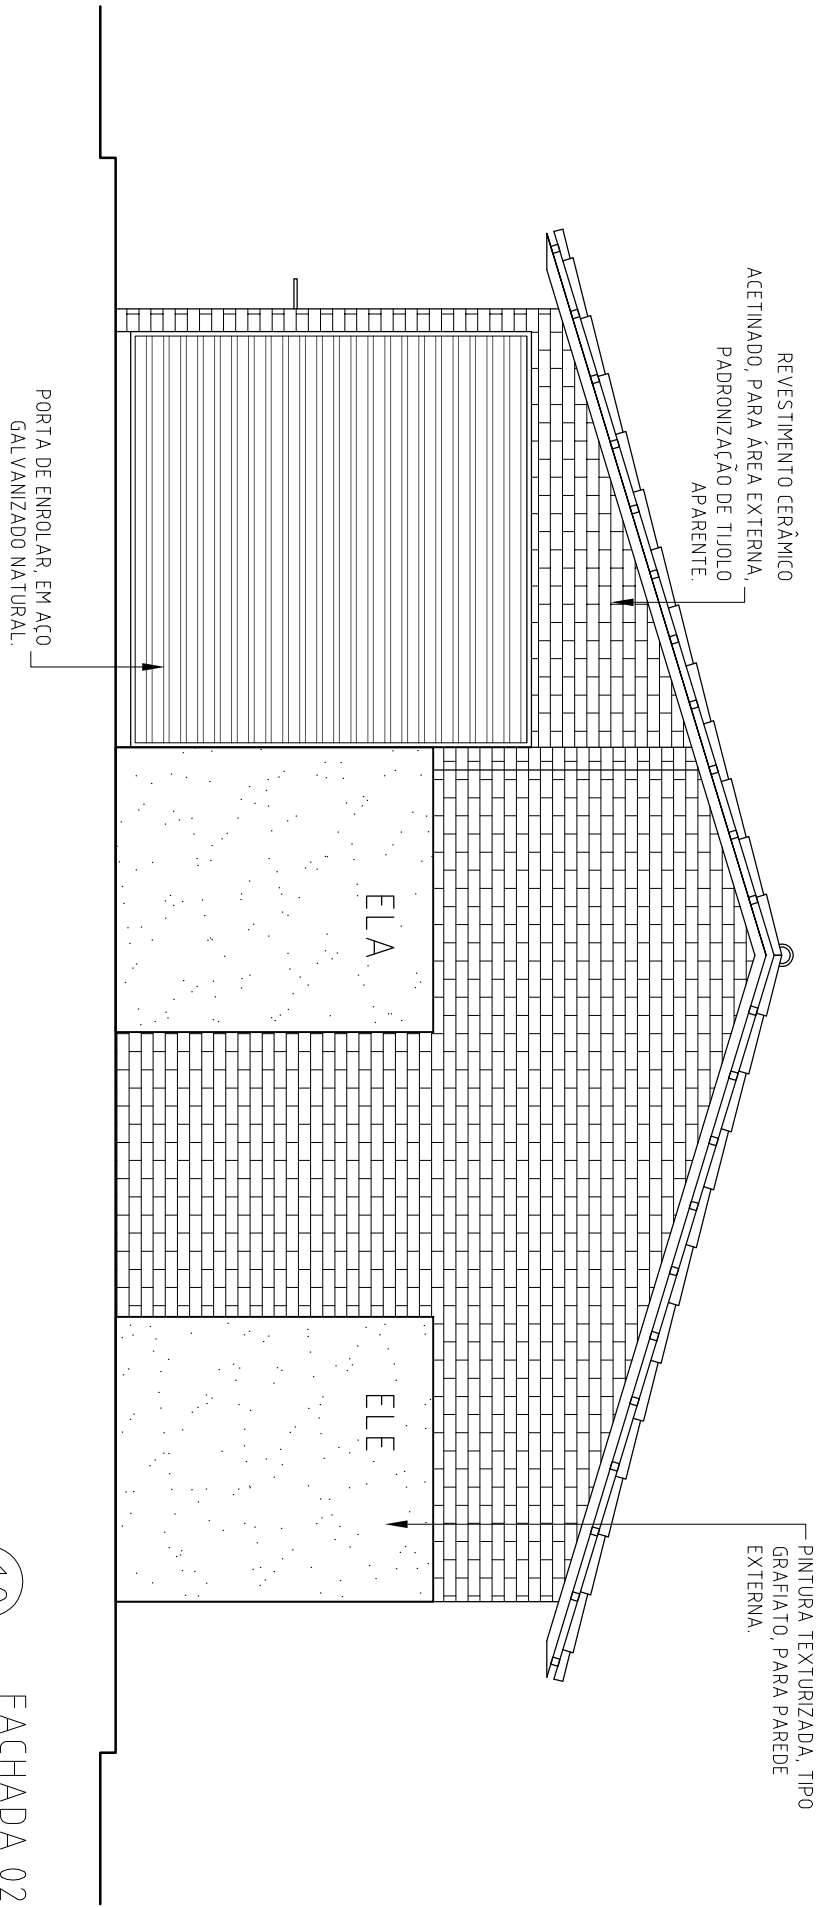 REVESTIMENTO CERÂMICO
ACETINADO, PARA ÁREA EXTERNA,
PADRONIZAÇÃO DE TIJOLO
APARENTE.
PINTURA TEXTURIZADA, TIPO
GRAFIATO, PARA PAREDE
EXTERNA.
ELA
ELE
PORTA DE ENROLAR, EM AÇO
GALVANIZADO NATURAL.
FACHADA 02